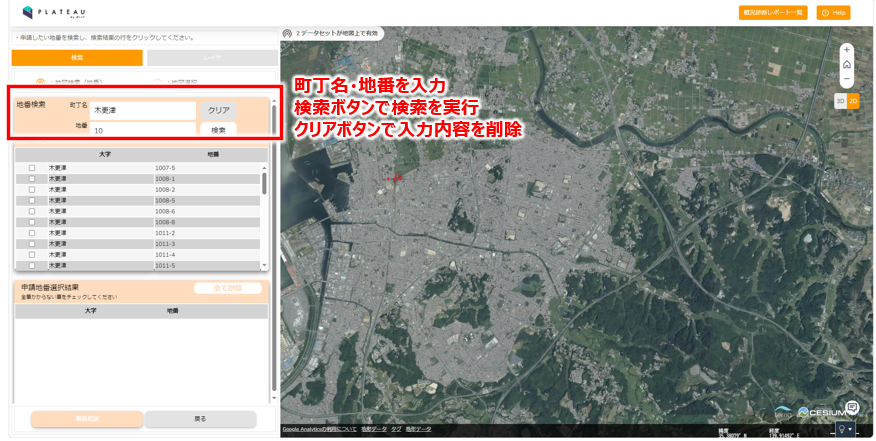 PLATEAU
by MLIT
概況診断レポート一覧
Help
・申請したい地番を検索し、検索結果の行をクリックしてください。
検索
レイヤ
2 データセットが地図上で有効
町丁名・地番を入力
検索ボタンで検索を実行
クリアボタンで入力内容を削除
3D 2D
地番検索
町丁名
木更津
クリア
地番
10
検索
大字 地番
木更津 1007-5
木更津 1008-1
木更津 1008-2
木更津 1008-5
木更津 1008-6
木更津 1008-8
木更津 1011-2
木更津 1011-3
木更津 1011-4
木更津 1011-5
申請地番選択結果
全て削除
大字 地番
戻る
Google Analyticsの利用について 地形データ タグ 地形データ
CESIUM
緯度
経度